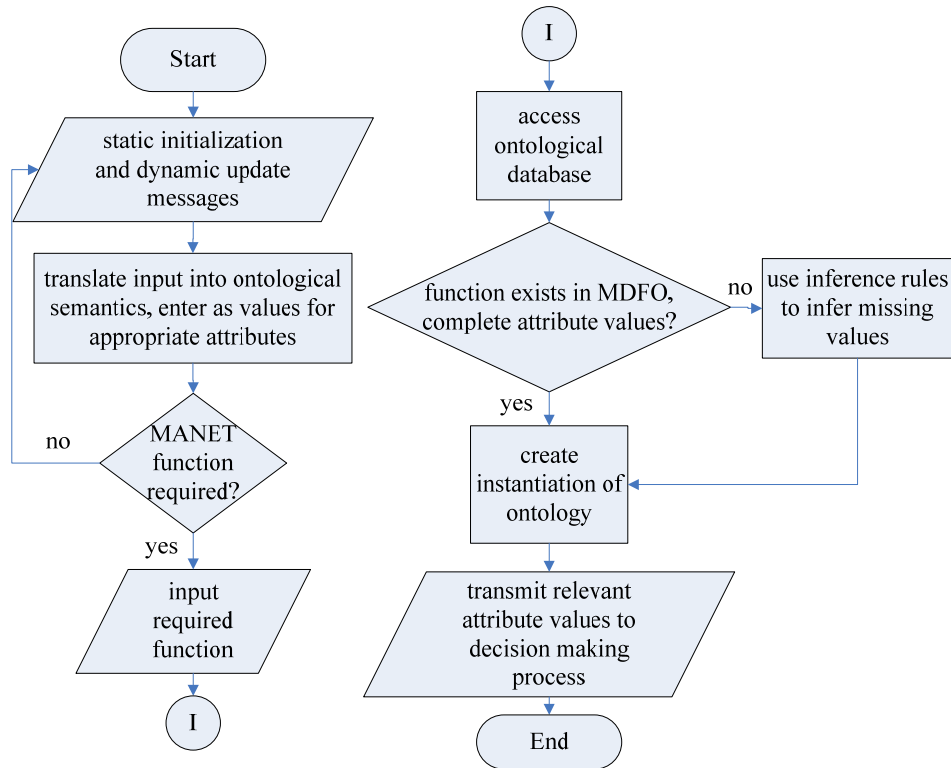 Start
static initialization
and dynamic update
messages
translate input into ontological
semantics, enter as values for
appropriate attributes
no
MANET
function
required?
yes
input
required
function
I
I
access
ontological
database
function exists in MDFO,
complete attribute values?
no
use inference rules
to infer missing
values
yes
create
instantiation of
ontology
transmit relevant
attribute values to
decision making
process
End